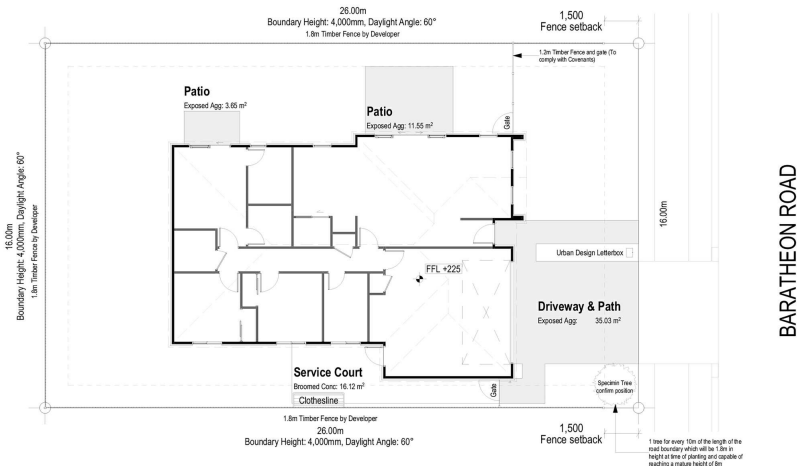 26.00m
Boundary Height: 4,000mm, Daylight Angle: 60°
1.8m Timber Fence by Developer
1,500
Fence setback
1.2m Timber Fence and gate (To
comply with Covenants)
Patio
Exposed Agg: 3.65 m²
Patio
Exposed Agg: 11.55 m²
Gate
16.00m
Boundary Height: 4,000mm, Daylight Angle: 60°
1.8m Timber Fence by Developer
16.00m
BARATHEON ROAD
Urban Design Letterbox
FFL +225
Driveway & Path
Exposed Agg: 35.03 m²
Service Court
Broomed Conc: 16.12 m²
Clothesline
Gate
Specimin Tree
confirm position
1.8m Timber Fence by Developer
26.00m
Boundary Height: 4,000mm, Daylight Angle: 60°
1,500
Fence setback
1 tree for every 10m of the length of the
road boundary which will be 1.8m in
height at time of planting and capable of
reaching a mature height of 8m